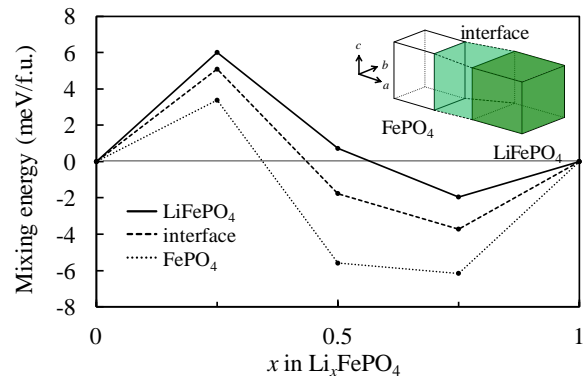 Mixing energy (meV/f.u.)
8
6
4
2
0
-2
-4
-6
-8
interface
c
b
a
FePO₄
LiFePO₄
LiFePO₄
interface
FePO₄
0
0.5
1
x in LiₓFePO₄